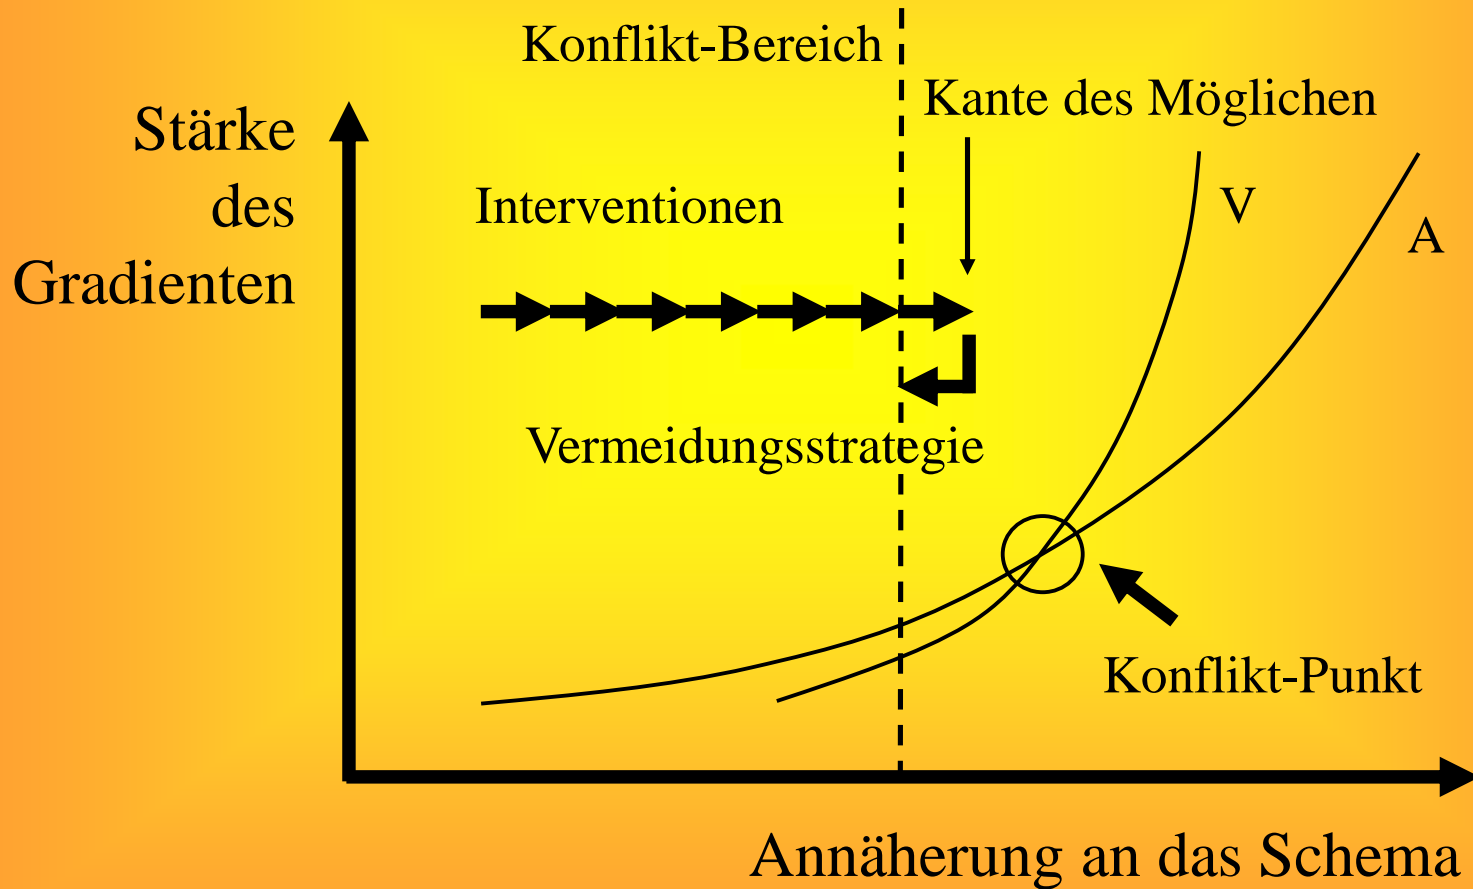 Konflikt-Bereich
Kante des Möglichen
Stärke
des
Gradienten
Interventionen
V
A
Vermeidungsstrategie
Konflikt-Punkt
Annäherung an das Schema